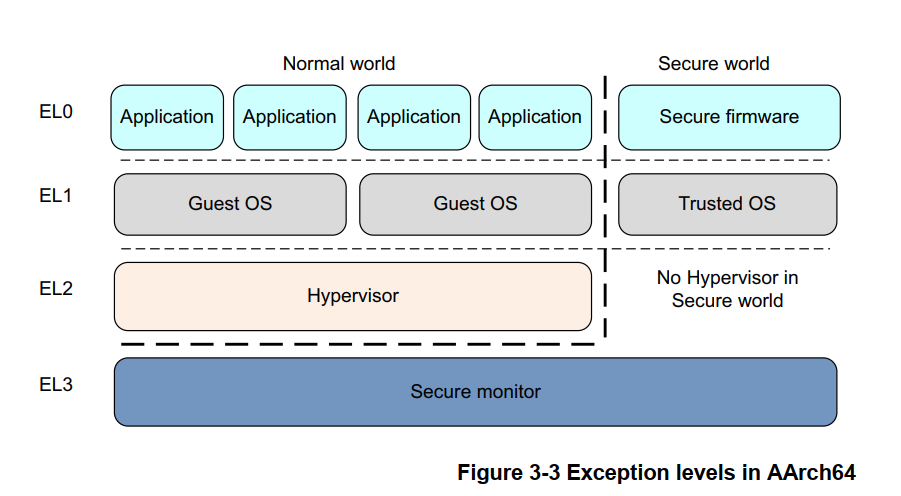 Normal world
Secure world
EL0
Application
Application
Application
Application
Secure firmware
EL1
Guest OS
Guest OS
Trusted OS
EL2
Hypervisor
No Hypervisor in
Secure world
EL3
Secure monitor
Figure 3-3 Exception levels in AArch64